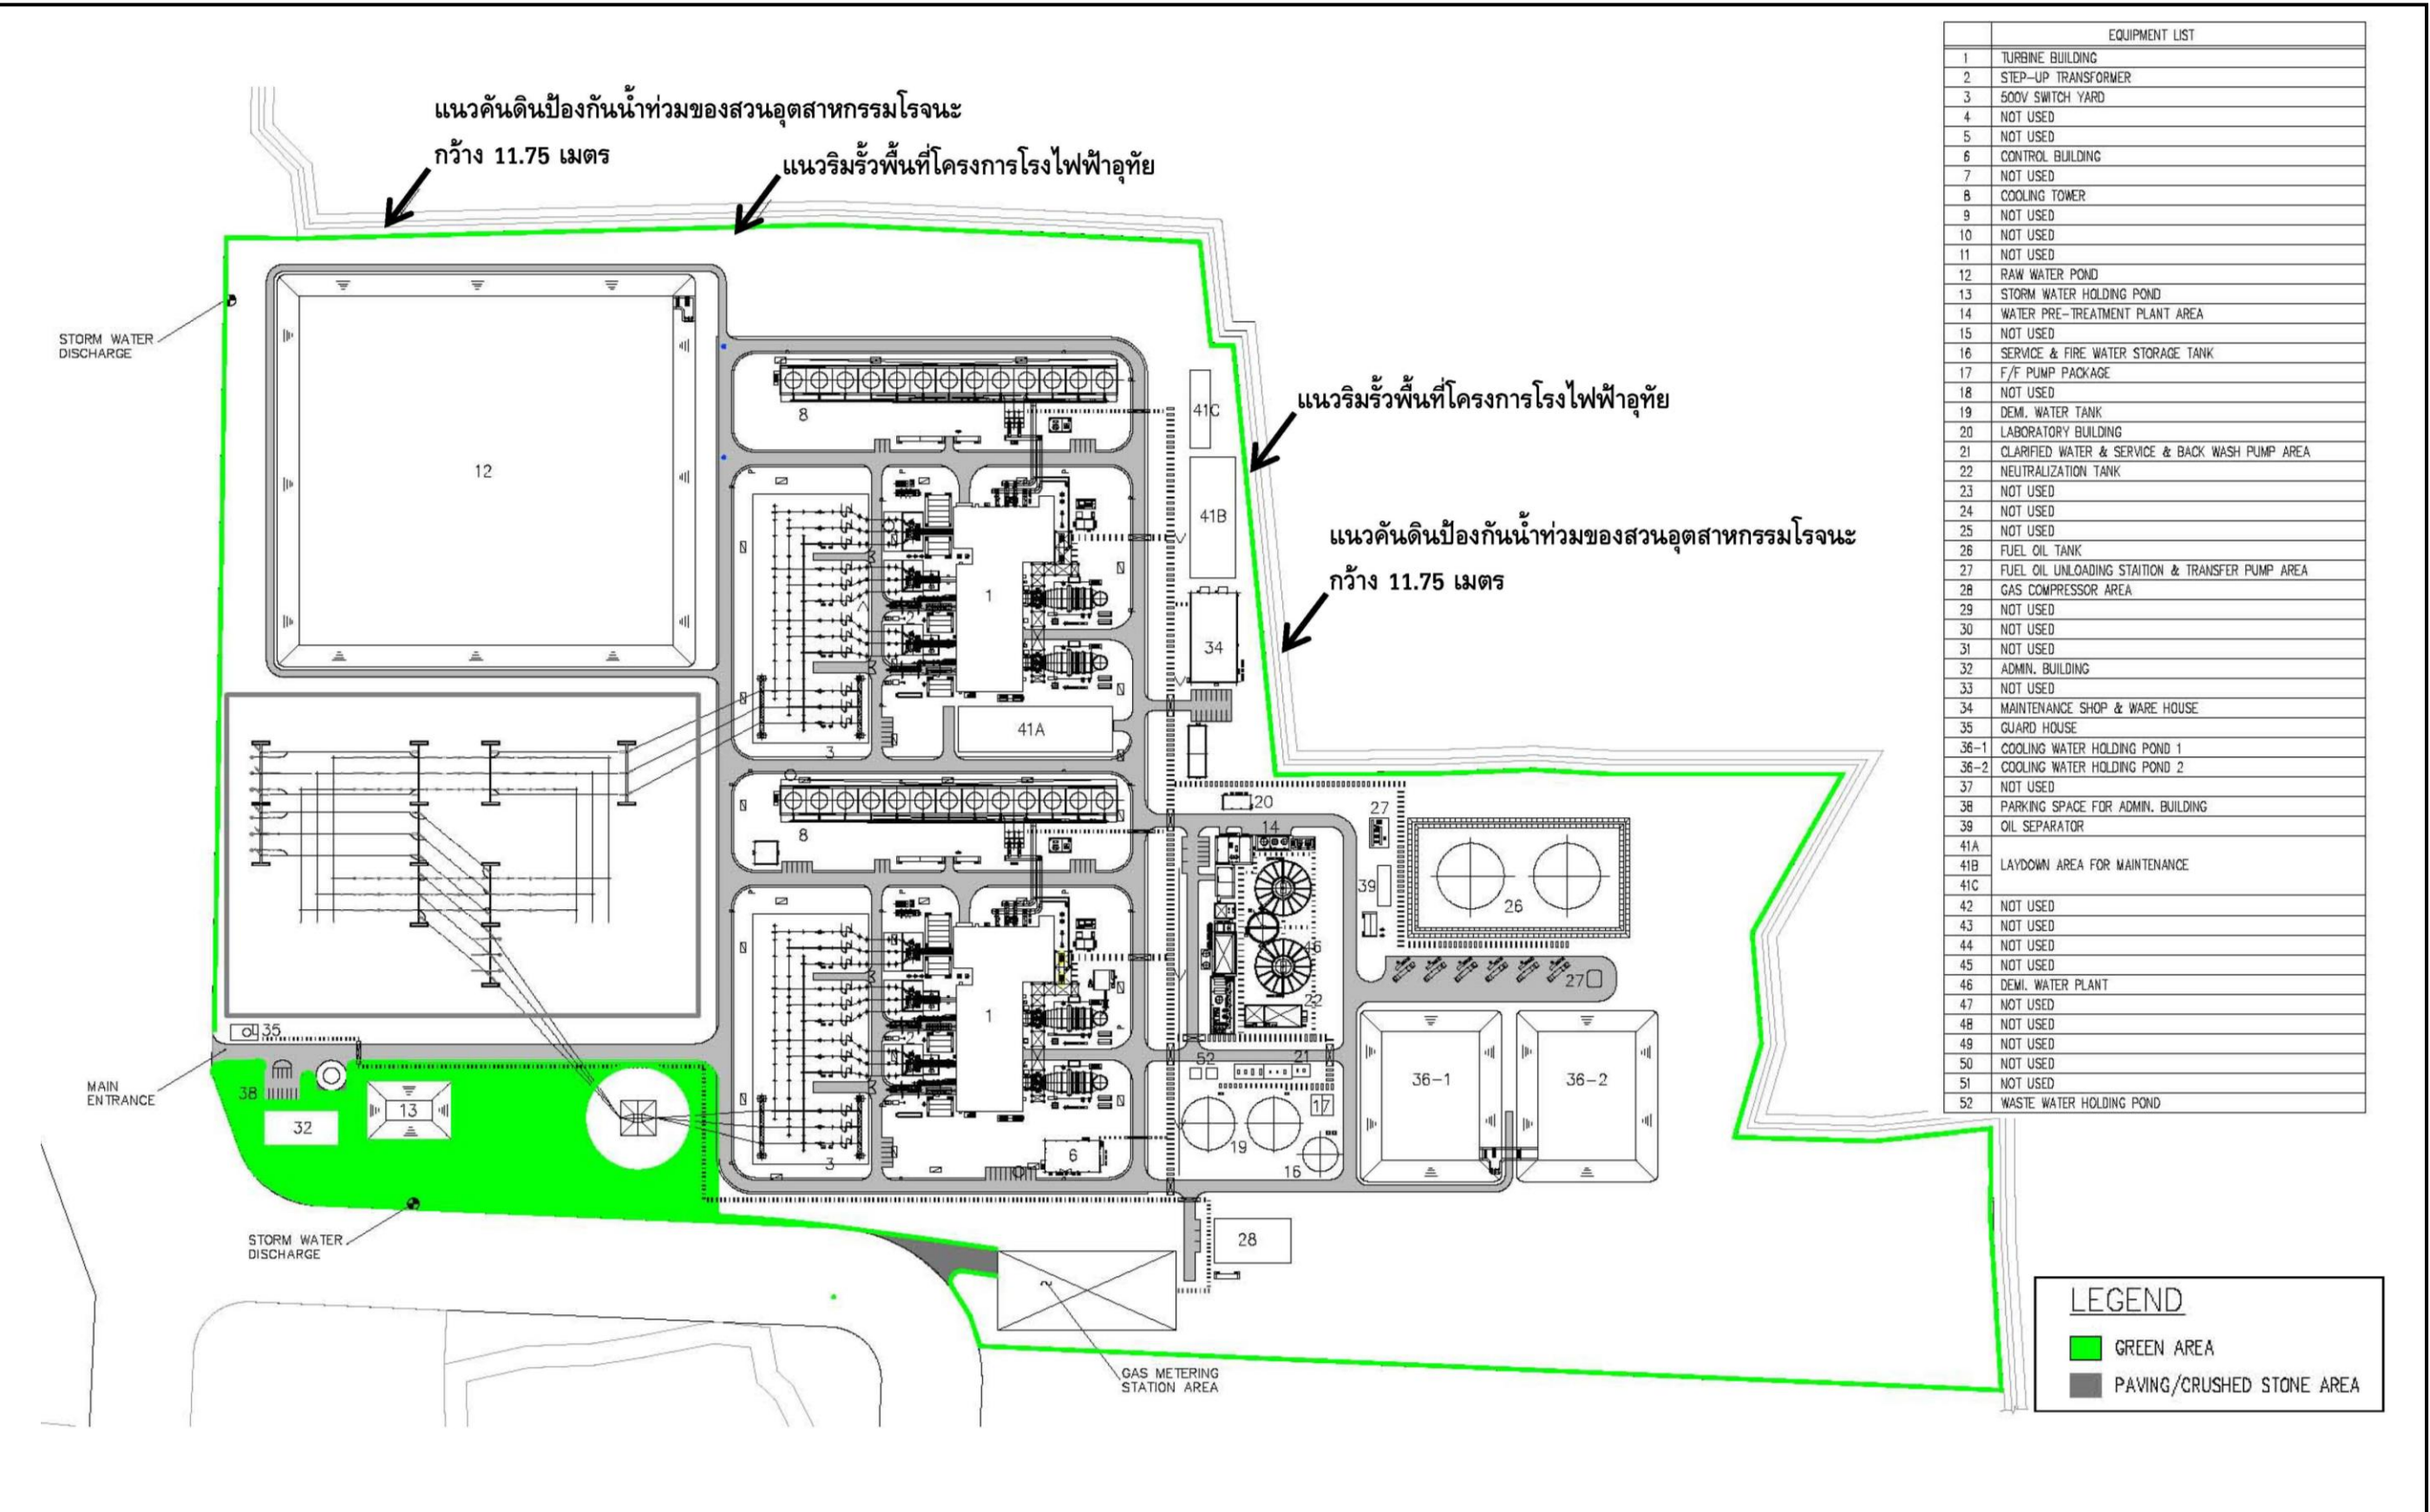 แนวคันดินป้องกันน้ำท่วมของสวนอุตสาหกรรมโรจนะ
กว้าง 11.75 เมตร
แนวริมรั้วพื้นที่โครงการโรงไฟฟ้าอุทัย
STORM WATER
DISCHARGE
12
8
41C
แนวริมรั้วพื้นที่โครงการโรงไฟฟ้าอุทัย
41B
แนวคันดินป้องกันน้ำท่วมของสวนอุตสาหกรรมโรจนะ
กว้าง 11.75 เมตร
1
2
34
41A
3
8
20
27
14
39
26
46
27
22
1
2
35
52
21
36-1
36-2
MAIN
ENTRANCE
38
13
32
17
19
16
6
3
STORM WATER
DISCHARGE
28
GAS METERING
STATION AREA
EQUIPMENT LIST
1 TURBINE BUILDING
2 STEP-UP TRANSFORMER
3 500V SWITCH YARD
4 NOT USED
5 NOT USED
6 CONTROL BUILDING
7 NOT USED
8 COOLING TOWER
9 NOT USED
10 NOT USED
11 NOT USED
12 RAW WATER POND
13 STORM WATER HOLDING POND
14 WATER PRE-TREATMENT PLANT AREA
15 NOT USED
16 SERVICE & FIRE WATER STORAGE TANK
17 F/F PUMP PACKAGE
18 NOT USED
19 DEMI. WATER TANK
20 LABORATORY BUILDING
21 CLARIFIED WATER & SERVICE & BACK WASH PUMP AREA
22 NEUTRALIZATION TANK
23 NOT USED
24 NOT USED
25 NOT USED
26 FUEL OIL TANK
27 FUEL OIL UNLOADING STAITION & TRANSFER PUMP AREA
28 GAS COMPRESSOR AREA
29 NOT USED
30 NOT USED
31 NOT USED
32 ADMIN. BUILDING
33 NOT USED
34 MAINTENANCE SHOP & WARE HOUSE
35 GUARD HOUSE
36-1 COOLING WATER HOLDING POND 1
36-2 COOLING WATER HOLDING POND 2
37 NOT USED
38 PARKING SPACE FOR ADMIN. BUILDING
39 OIL SEPARATOR
41A
41B LAYDOWN AREA FOR MAINTENANCE
41C
42 NOT USED
43 NOT USED
44 NOT USED
45 NOT USED
46 DEMI. WATER PLANT
47 NOT USED
48 NOT USED
49 NOT USED
50 NOT USED
51 NOT USED
52 WASTE WATER HOLDING POND
LEGEND
GREEN AREA
PAVING/CRUSHED STONE AREA